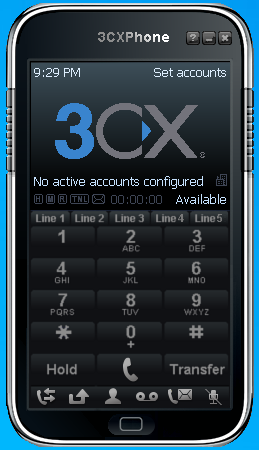 3CXPhone
9:29 PM Set accounts
3CX
No active accounts configured
H M R TNL 00:00:00 Available
Line 1 Line 2 Line 3 Line 4 Line 5
1 2 3
ABC DEF
4 5 6
GHI JKL MNO
7 8 9
PQRS TUV WXYZ
* 0 #
+
Hold Transfer